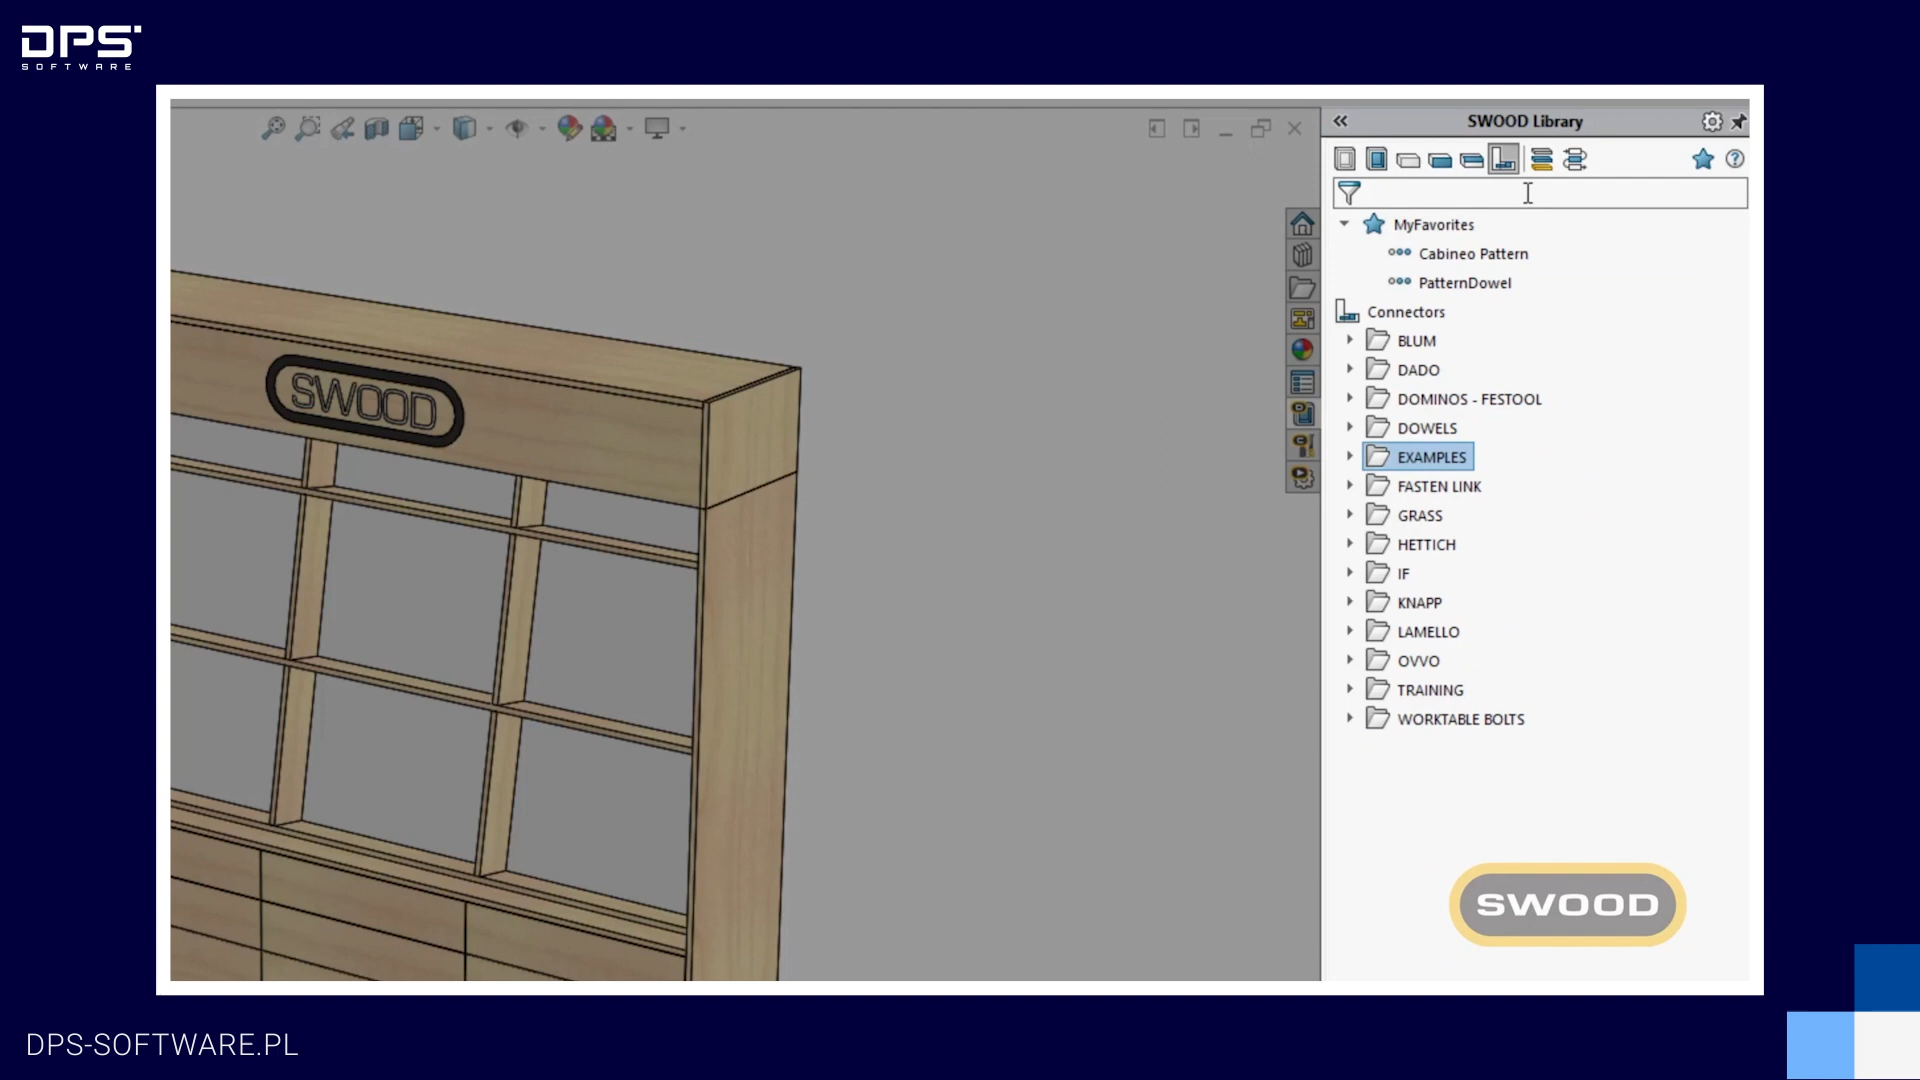 DPS
SOFTWARE
SWOOD Library
MyFavorites
Cabineo Pattern
PatternDowel
Connectors
BLUM
DADO
DOMINOS - FESTOOL
DOWELS
EXAMPLES
FASTEN LINK
GRASS
HETTICH
IF
KNAPP
LAMELLO
OVVO
TRAINING
WORKTABLE BOLTS
SWOOD
SWOOD
DPS-SOFTWARE.PL